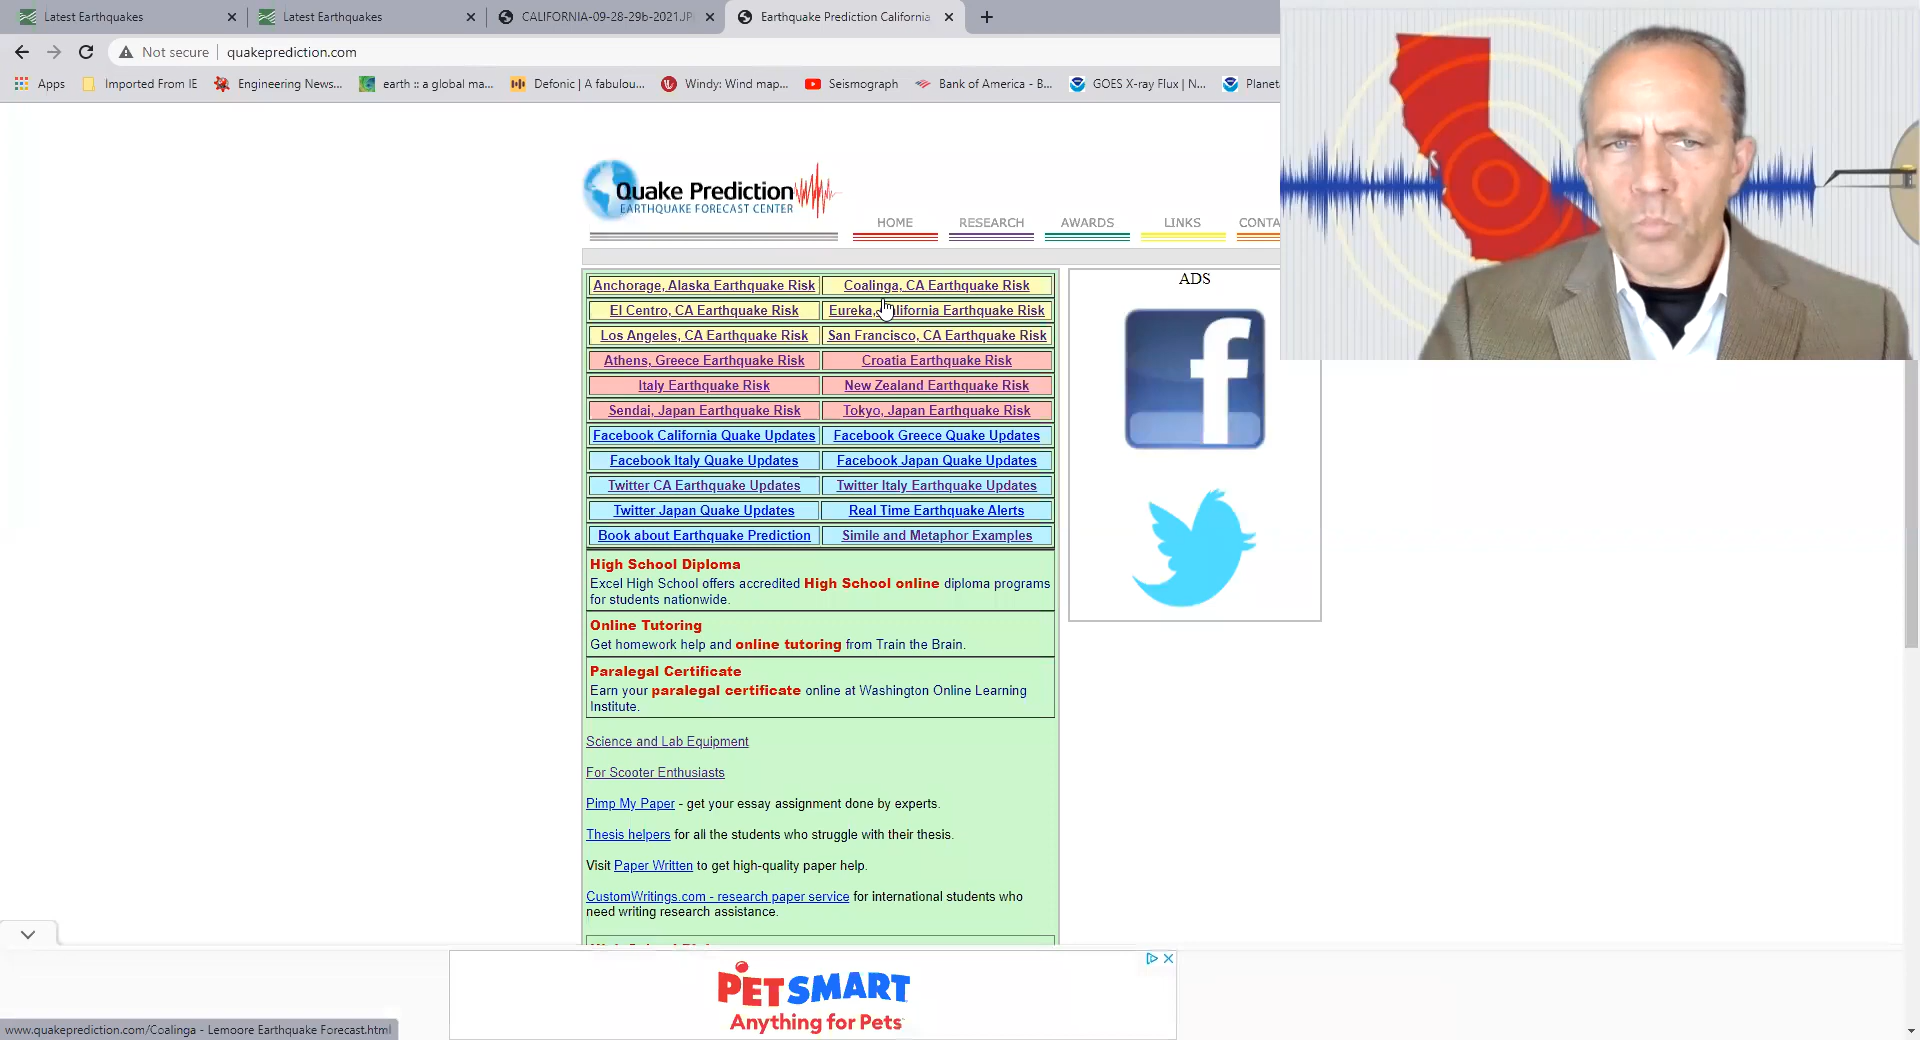 Latest Earthquakes
Latest Earthquakes
CALIFORNIA-09-28-29b-2021.JP
Earthquake Prediction California
Not secure
quakeprediction.com
Apps
Imported From IE
Engineering News...
earth :: a global ma...
Defonic | A fabulou...
Windy: Wind map...
Seismograph
Bank of America - B...
GOES X-ray Flux | N...
Planet
Quake Prediction
EARTHQUAKE FORECAST CENTER
HOME
RESEARCH
AWARDS
LINKS
CONTA
Anchorage, Alaska Earthquake Risk
Coalinga, CA Earthquake Risk
El Centro, CA Earthquake Risk
Eureka, lifornia Earthquake Risk
Los Angeles, CA Earthquake Risk
San Francisco, CA Earthquake Risk
Athens, Greece Earthquake Risk
Croatia Earthquake Risk
Italy Earthquake Risk
New Zealand Earthquake Risk
Sendai, Japan Earthquake Risk
Tokyo, Japan Earthquake Risk
Facebook California Quake Updates
Facebook Greece Quake Updates
Facebook Italy Quake Updates
Facebook Japan Quake Updates
Twitter CA Earthquake Updates
Twitter Italy Earthquake Updates
Twitter Japan Quake Updates
Real Time Earthquake Alerts
Book about Earthquake Prediction
Simile and Metaphor Examples
High School Diploma
Excel High School offers accredited High School online diploma programs
for students nationwide.
Online Tutoring
Get homework help and online tutoring from Train the Brain.
Paralegal Certificate
Earn your paralegal certificate online at Washington Online Learning
Institute.
Science and Lab Equipment
For Scooter Enthusiasts
Pimp My Paper - get your essay assignment done by experts.
Thesis helpers for all the students who struggle with their thesis.
Visit Paper Written to get high-quality paper help.
CustomWritings.com - research paper service for international students who
need writing research assistance.
ADS
PETSMART
Anything for Pets
www.quakeprediction.com/Coalinga - Lemoore Earthquake Forecast.html